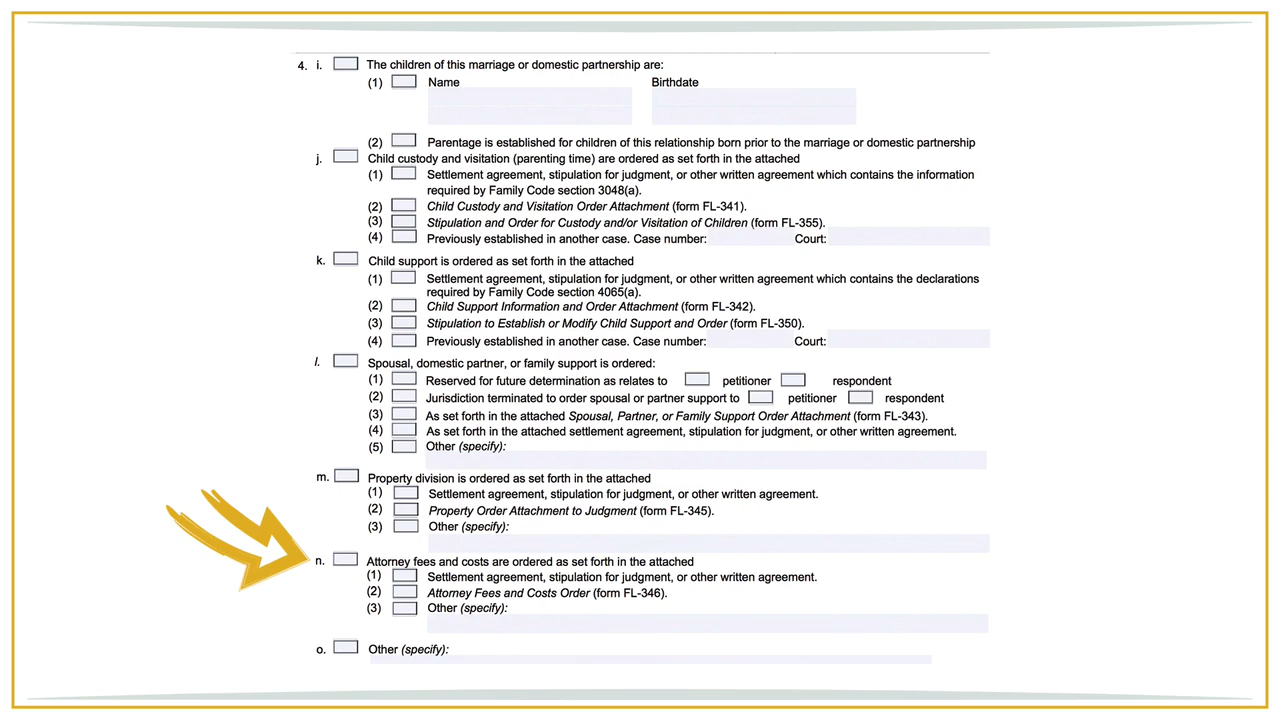 4. i. The children of this marriage or domestic partnership are:
(1) Name Birthdate
(2) Parentage is established for children of this relationship born prior to the marriage or domestic partnership
j. Child custody and visitation (parenting time) are ordered as set forth in the attached
(1) Settlement agreement, stipulation for judgment, or other written agreement which contains the information
required by Family Code section 3048(a).
(2) Child Custody and Visitation Order Attachment (form FL-341).
(3) Stipulation and Order for Custody and/or Visitation of Children (form FL-355).
(4) Previously established in another case. Case number: Court:
k. Child support is ordered as set forth in the attached
(1) Settlement agreement, stipulation for judgment, or other written agreement which contains the declarations
required by Family Code section 4065(a).
(2) Child Support Information and Order Attachment (form FL-342).
(3) Stipulation to Establish or Modify Child Support and Order (form FL-350).
(4) Previously established in another case. Case number: Court:
l. Spousal, domestic partner, or family support is ordered:
(1) Reserved for future determination as relates to petitioner respondent
(2) Jurisdiction terminated to order spousal or partner support to petitioner respondent
(3) As set forth in the attached Spousal, Partner, or Family Support Order Attachment (form FL-343).
(4) As set forth in the attached settlement agreement, stipulation for judgment, or other written agreement.
(5) Other (specify):
m. Property division is ordered as set forth in the attached
(1) Settlement agreement, stipulation for judgment, or other written agreement.
(2) Property Order Attachment to Judgment (form FL-345).
(3) Other (specify):
n. Attorney fees and costs are ordered as set forth in the attached
(1) Settlement agreement, stipulation for judgment, or other written agreement.
(2) Attorney Fees and Costs Order (form FL-346).
(3) Other (specify):
o. Other (specify):